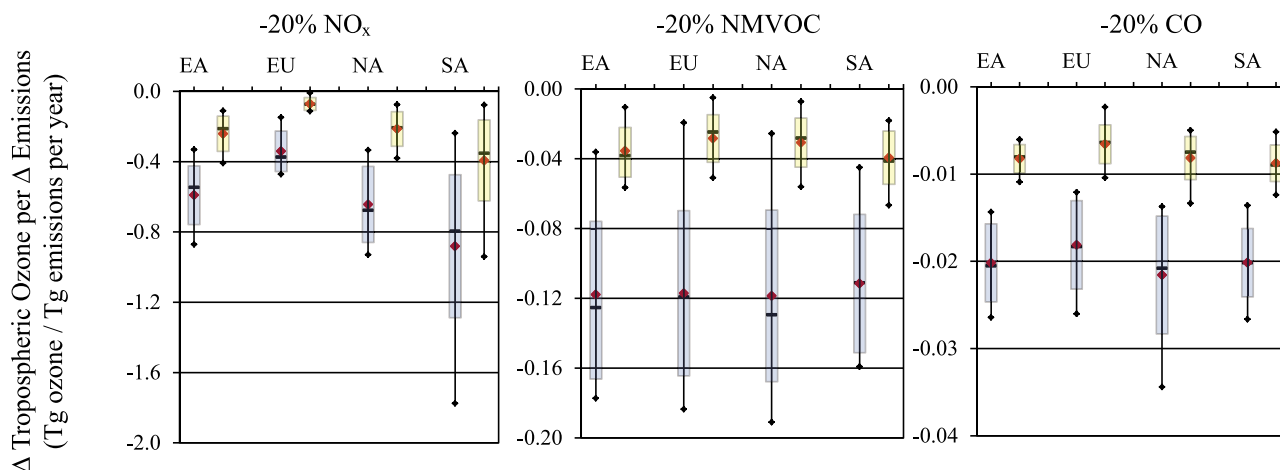 Δ Tropospheric Ozone per Δ Emissions
(Tg ozone / Tg emissions per year)
-20% NOₓ
EA EU NA SA
0.0
-0.4
-0.8
-1.2
-1.6
-2.0
-20% NMVOC
EA EU NA SA
0.00
-0.04
-0.08
-0.12
-0.16
-0.20
-20% CO
EA EU NA SA
0.00
-0.01
-0.02
-0.03
-0.04